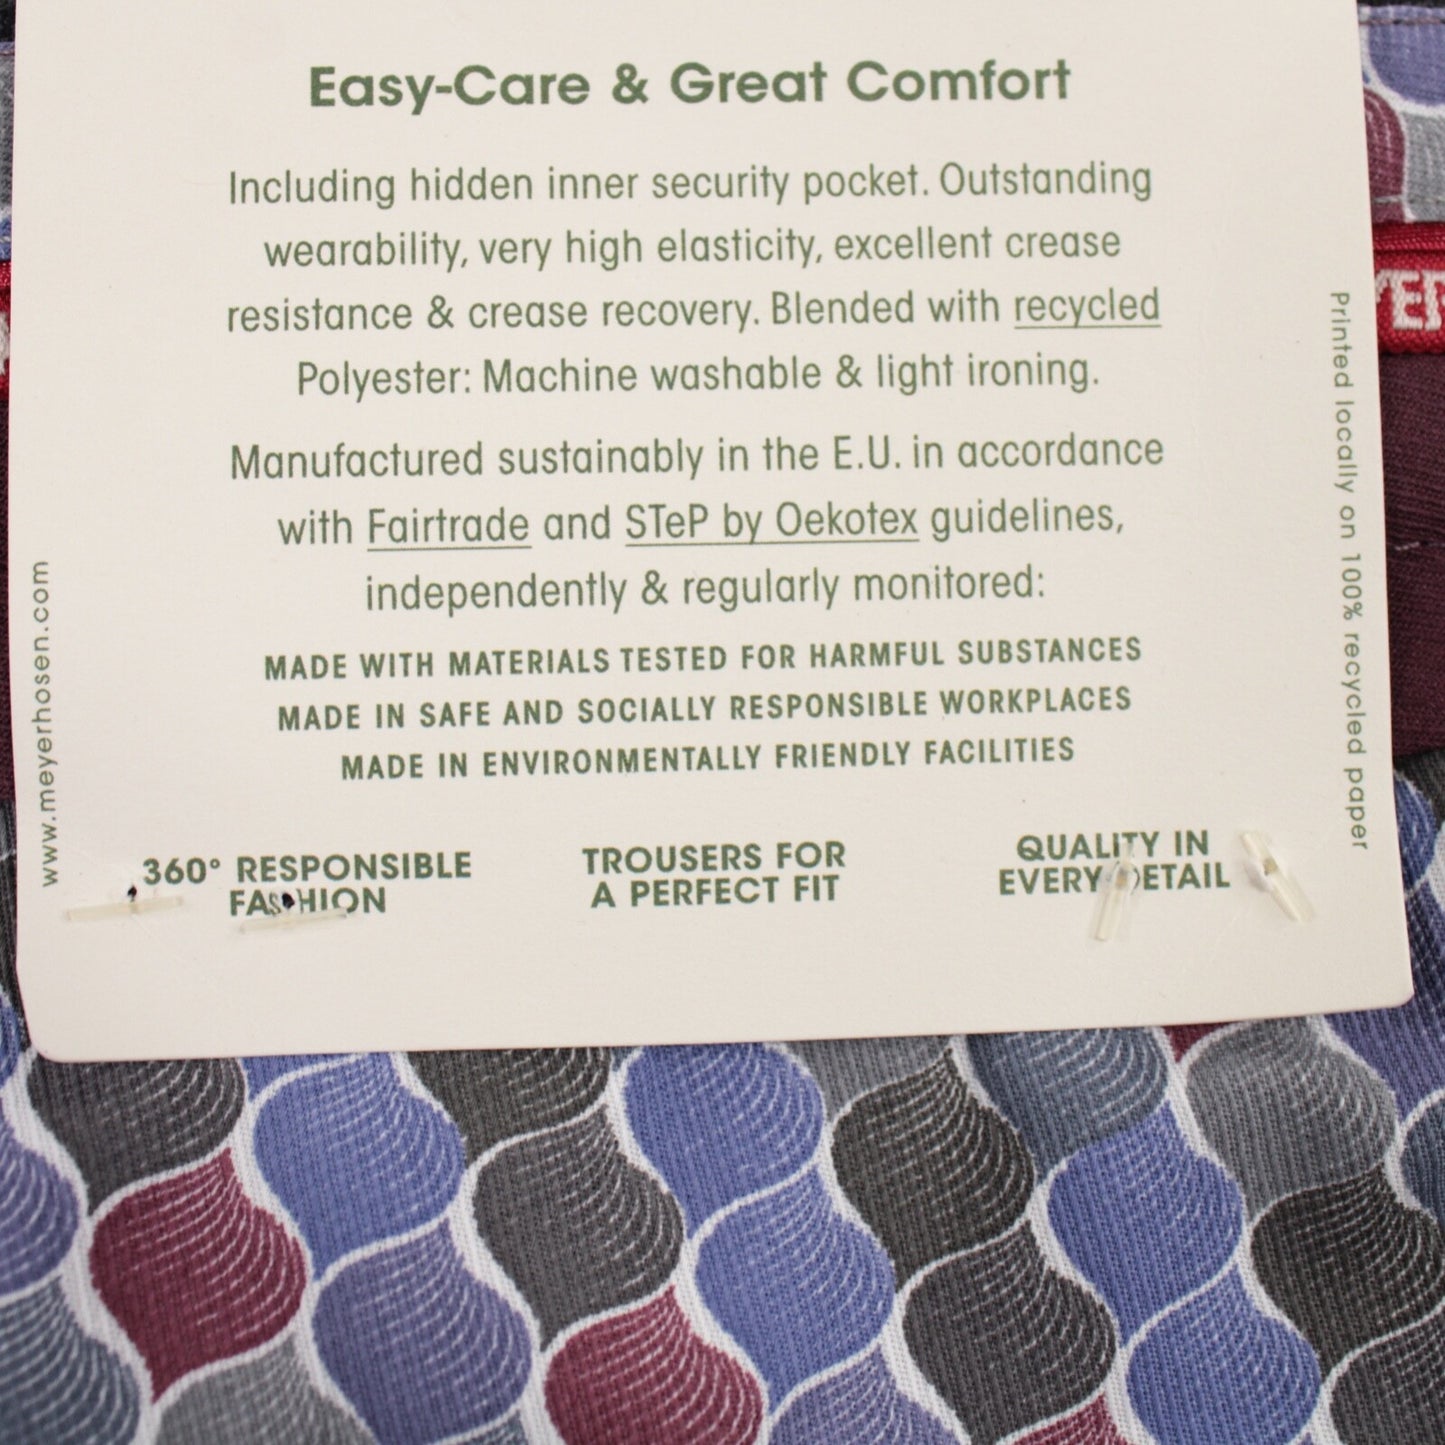 Easy-Care & Great Comfort
Including hidden inner security pocket. Outstanding
wearability, very high elasticity, excellent crease
resistance & crease recovery. Blended with recycled
Polyester: Machine washable & light ironing.
Manufactured sustainably in the E.U. in accordance
with Fairtrade and STeP by Oekotex guidelines,
independently & regularly monitored:
MADE WITH MATERIALS TESTED FOR HARMFUL SUBSTANCES
MADE IN SAFE AND SOCIALLY RESPONSIBLE WORKPLACES
MADE IN ENVIRONMENTALLY FRIENDLY FACILITIES
360° RESPONSIBLE
FASHION
TROUSERS FOR
A PERFECT FIT
QUALITY IN
EVERY DETAIL
www.meyerhosen.com
Printed locally on 100% recycled paper